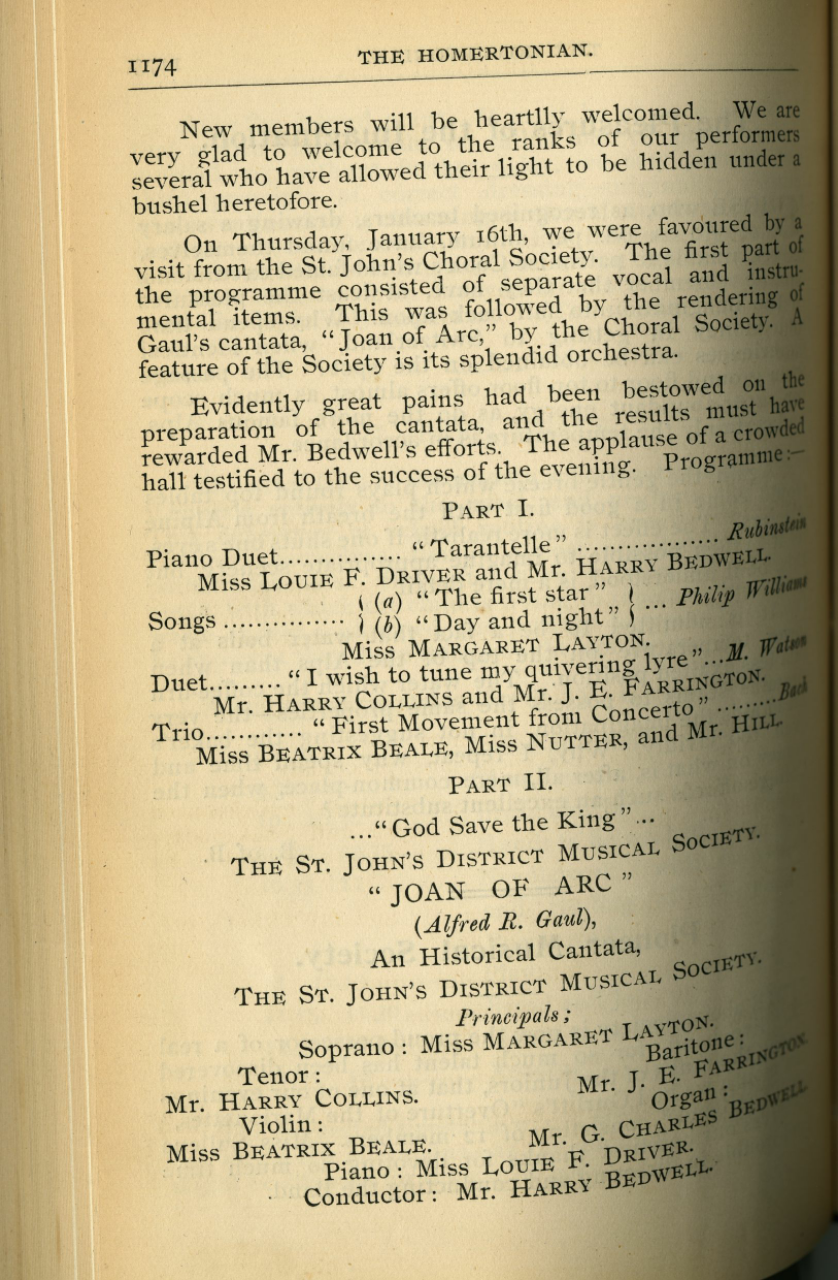 1174
THE HOMERTONIAN.
New members will be heartlly welcomed. We are
very glad to welcome to the ranks of our performers
several who have allowed their light to be hidden under a
bushel heretofore.
On Thursday, January 16th, we were favoured by a
visit from the St. John's Choral Society. The first part of
the programme consisted of separate vocal and instru-
mental items. This was followed by the rendering of
Gaul's cantata, "Joan of Arc," by the Choral Society. A
feature of the Society is its splendid orchestra.
Evidently great pains had been bestowed on the
preparation of the cantata, and the results must have
rewarded Mr. Bedwell's efforts. The applause of a crowded
hall testified to the success of the evening. Programme:—
PART I.
Piano Duet............... "Tarantelle" .................. Rubinstein
Miss LOUIE F. DRIVER and Mr. HARRY BEDWELL.
Songs ............... { (a) "The first star" } ... Philip Williams
{ (b) "Day and night" }
Miss MARGARET LAYTON.
Duet......... "I wish to tune my quivering lyre"...M. Watson
Mr. HARRY COLLINS and Mr. J. E. FARRINGTON.
Trio............ "First Movement from Concerto" .........Bach
Miss BEATRIX BEALE, Miss NUTTER, and Mr. HILL.
PART II.
..."God Save the King"...
THE ST. JOHN'S DISTRICT MUSICAL SOCIETY.
"JOAN OF ARC"
(Alfred R. Gaul),
An Historical Cantata,
THE ST. JOHN'S DISTRICT MUSICAL SOCIETY.
Principals;
Soprano: Miss MARGARET LAYTON.
Tenor: Baritone:
Mr. HARRY COLLINS. Mr. J. E. FARRINGTON.
Violin: Organ:
Miss BEATRIX BEALE. Mr. G. CHARLES BEDWELL
Piano: Miss LOUIE F. DRIVER.
Conductor: Mr. HARRY BEDWELL.